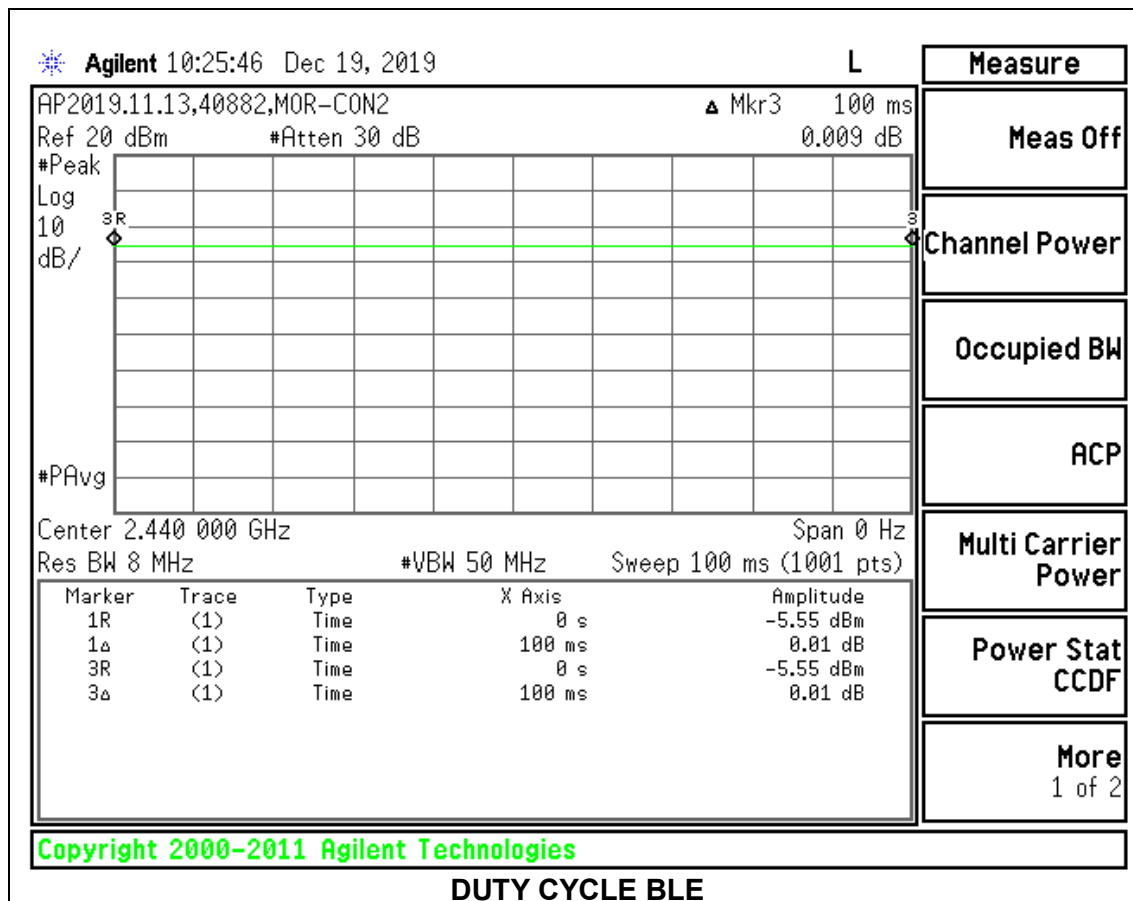 Agilent 10:25:46 Dec 19, 2019 L
AP2019.11.13,40882,MOR-CON2 Δ Mkr3 100 ms
Ref 20 dBm #Atten 30 dB 0.009 dB
#Peak
Log
10
dB/
3R
3
#PAvg
Center 2.440 000 GHz Span 0 Hz
Res BW 8 MHz #VBW 50 MHz Sweep 100 ms (1001 pts)
Marker Trace Type X Axis Amplitude
1R (1) Time 0 s -5.55 dBm
1Δ (1) Time 100 ms 0.01 dB
3R (1) Time 0 s -5.55 dBm
3Δ (1) Time 100 ms 0.01 dB
Measure
Meas Off
Channel Power
Occupied BW
ACP
Multi Carrier
Power
Power Stat
CCDF
More
1 of 2
Copyright 2000-2011 Agilent Technologies
DUTY CYCLE BLE